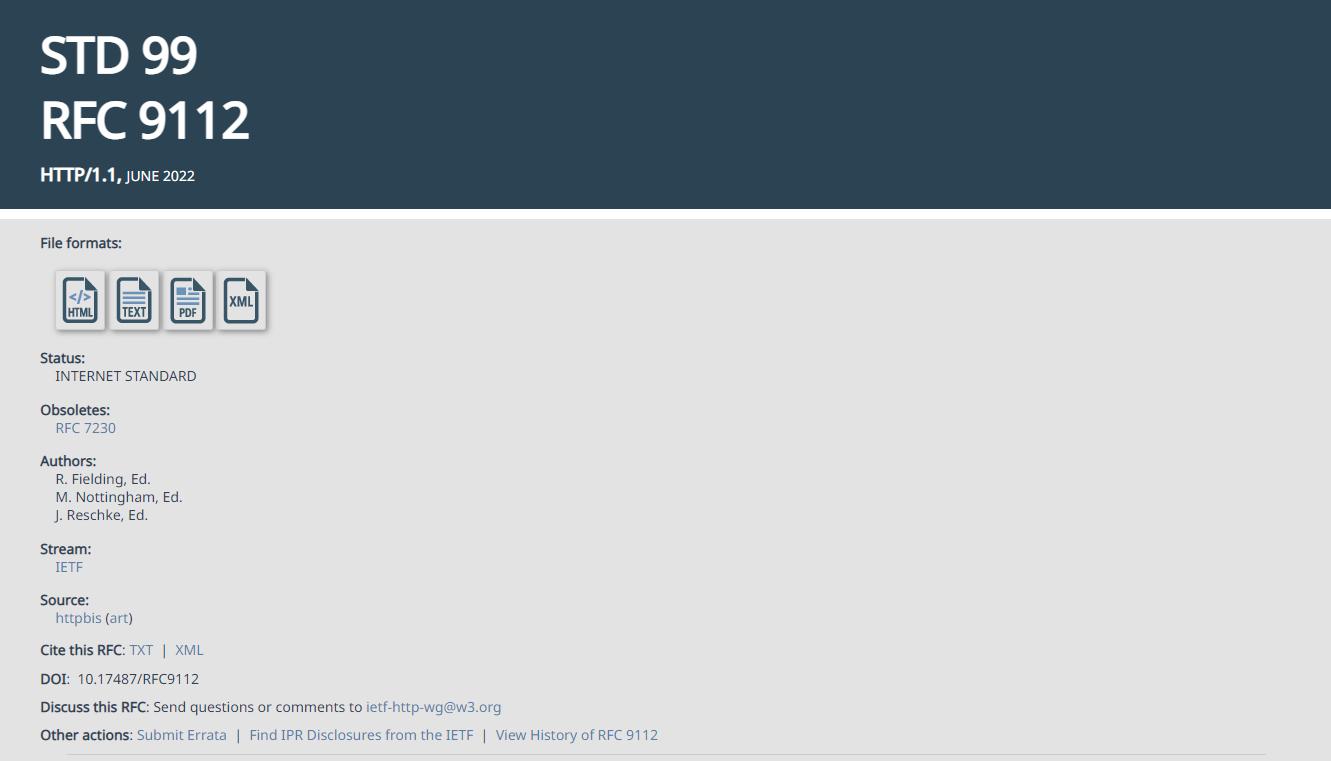 STD 99
RFC 9112
HTTP/1.1, JUNE 2022
File formats:
</> HTML TEXT PDF XML
Status:
INTERNET STANDARD
Obsoletes:
RFC 7230
Authors:
R. Fielding, Ed.
M. Nottingham, Ed.
J. Reschke, Ed.
Stream:
IETF
Source:
httpbis (art)
Cite this RFC: TXT | XML
DOI: 10.17487/RFC9112
Discuss this RFC: Send questions or comments to ietf-http-wg@w3.org
Other actions: Submit Errata | Find IPR Disclosures from the IETF | View History of RFC 9112